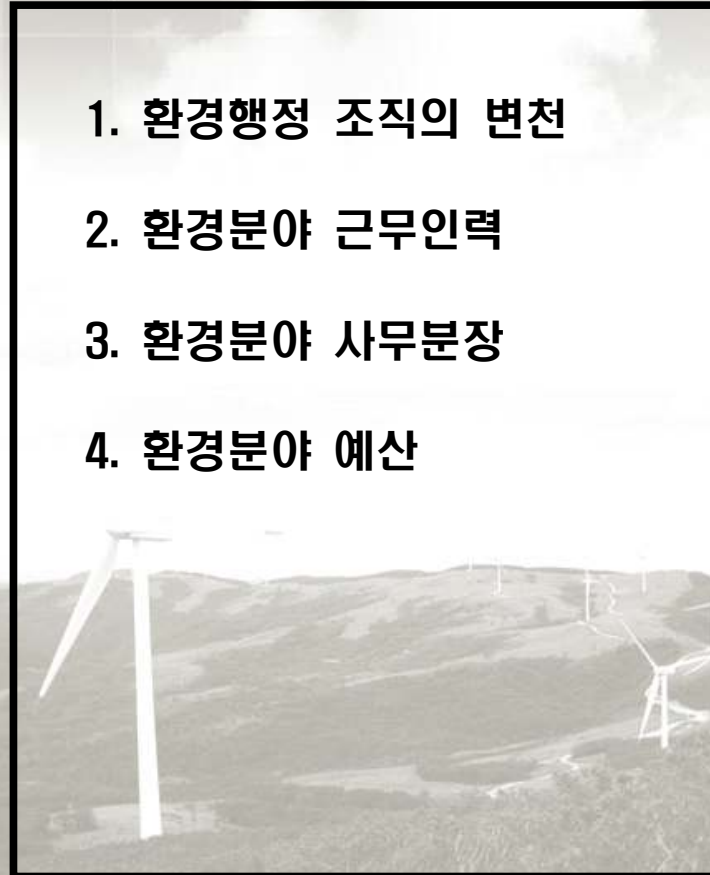 1. 환경행정 조직의 변천
2. 환경분야 근무인력
3. 환경분야 사무분장
4. 환경분야 예산